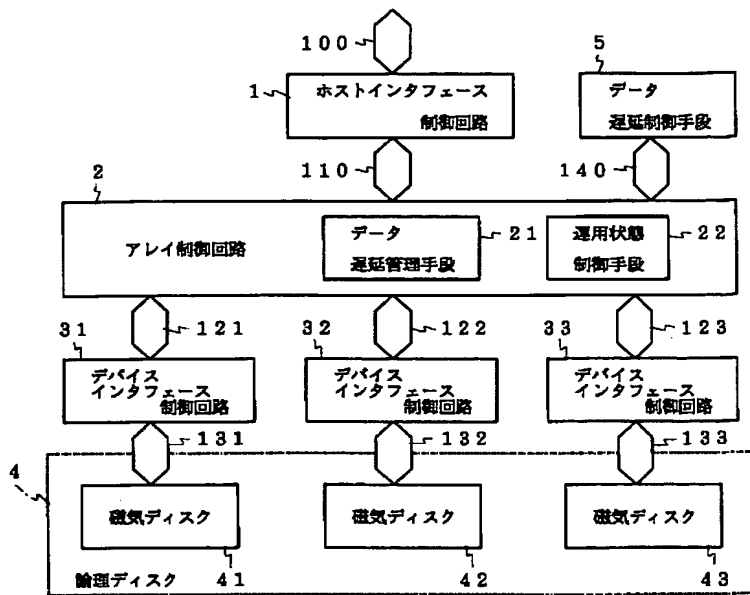 100
5
1
ホストインタフェース
制御回路
データ
遅延制御手段
110
140
2
アレイ制御回路
データ
遅延管理手段
21
運用状態
制御手段
22
31
121
32
122
33
123
デバイス
インタフェース
制御回路
デバイス
インタフェース
制御回路
デバイス
インタフェース
制御回路
131
132
133
4
磁気ディスク
磁気ディスク
磁気ディスク
論理ディスク
41
42
43